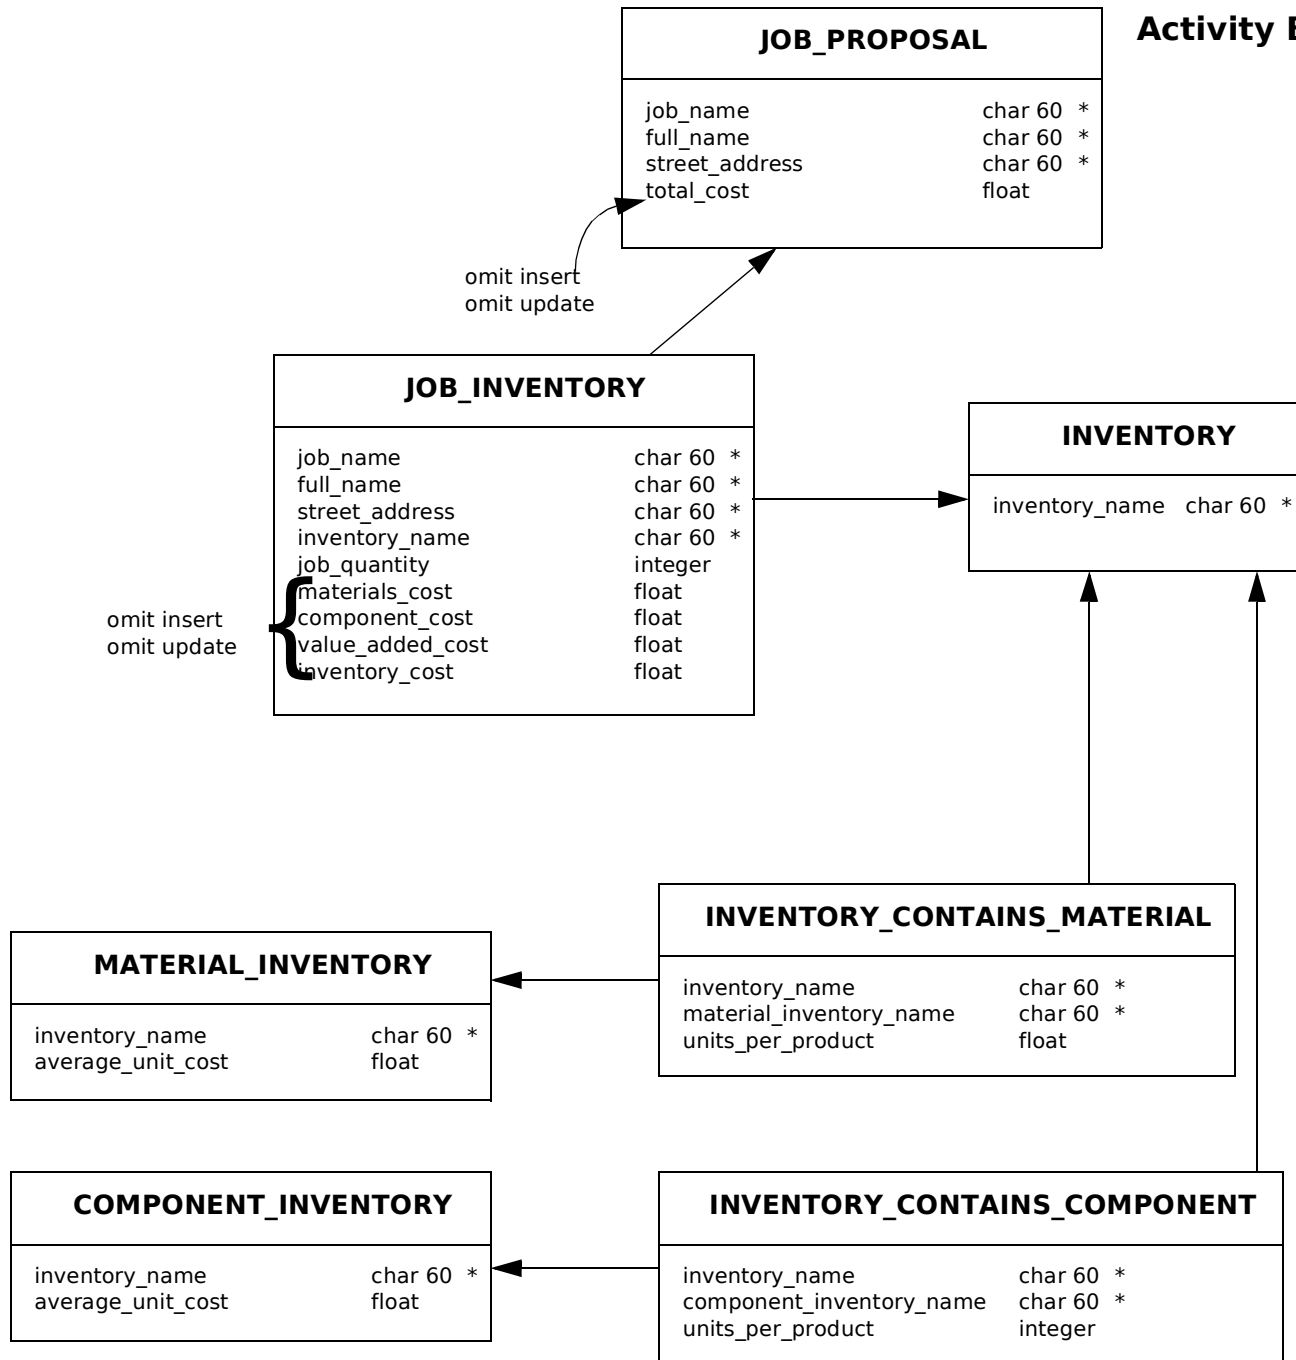 JOB_PROPOSAL
Activity
job_name char 60 *
full_name char 60 *
street_address char 60 *
total_cost float
omit insert
omit update
JOB_INVENTORY
job_name char 60 *
full_name char 60 *
street_address char 60 *
inventory_name char 60 *
job_quantity integer
materials_cost float
component_cost float
value_added_cost float
inventory_cost float
omit insert
omit update
INVENTORY
inventory_name char 60 *
INVENTORY_CONTAINS_MATERIAL
inventory_name char 60 *
material_inventory_name char 60 *
units_per_product float
MATERIAL_INVENTORY
inventory_name char 60 *
average_unit_cost float
COMPONENT_INVENTORY
inventory_name char 60 *
average_unit_cost float
INVENTORY_CONTAINS_COMPONENT
inventory_name char 60 *
component_inventory_name char 60 *
units_per_product integer